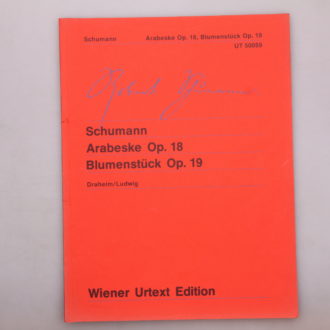 Schumann Arabeske Op. 18, Blumenstück Op. 19
UT 50059
Schumann
Arabeske Op. 18
Blumenstück Op. 19
Draheim/Ludwig
Wiener Urtext Edition